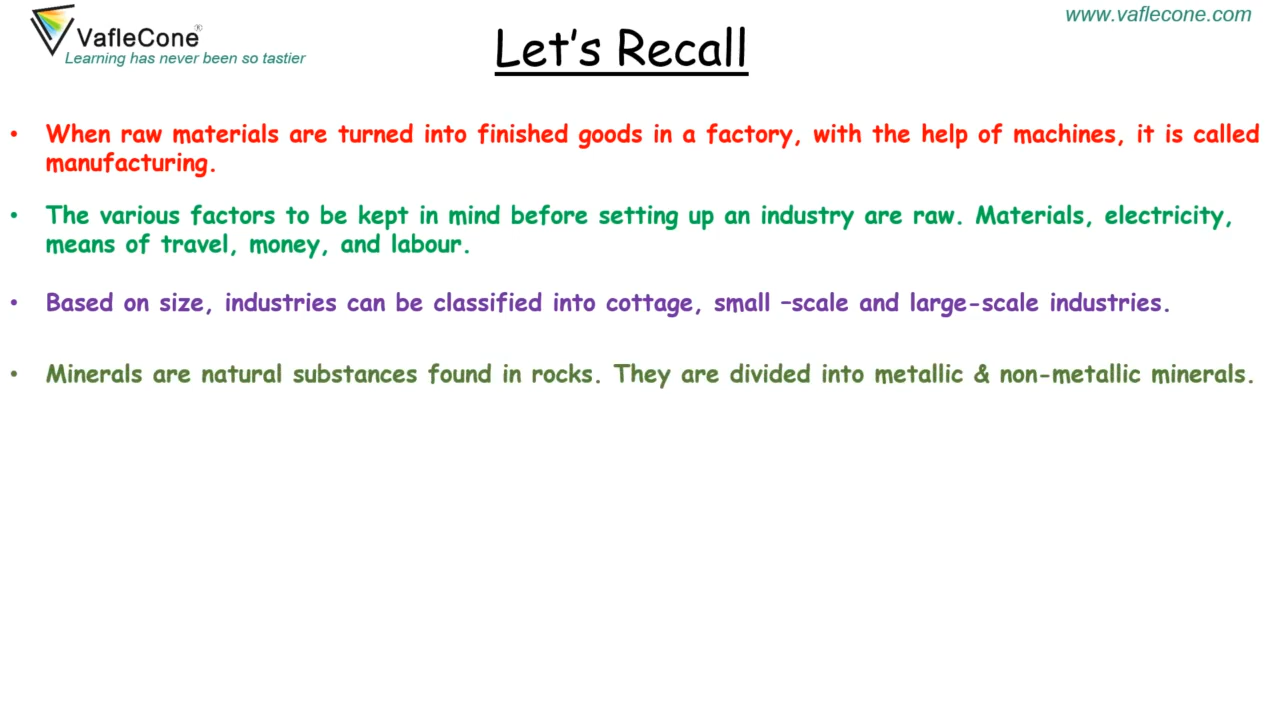 VafleCone®
Learning has never been so tastier
www.vaflecone.com
Let's Recall
• When raw materials are turned into finished goods in a factory, with the help of machines, it is called
manufacturing.
• The various factors to be kept in mind before setting up an industry are raw. Materials, electricity,
means of travel, money, and labour.
• Based on size, industries can be classified into cottage, small –scale and large-scale industries.
• Minerals are natural substances found in rocks. They are divided into metallic & non-metallic minerals.